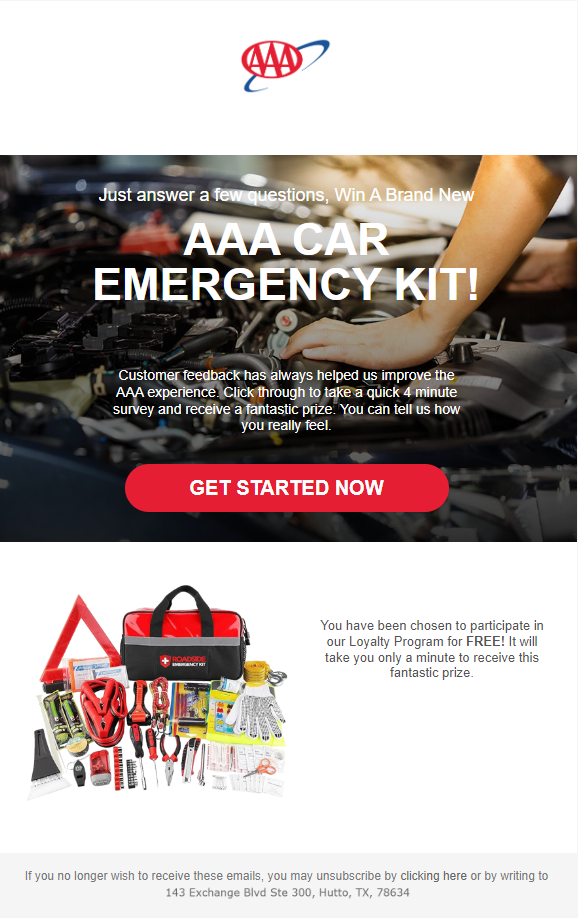 AAA
Just answer a few questions, Win A Brand New
AAA CAR
EMERGENCY KIT!
Customer feedback has always helped us improve the
AAA experience. Click through to take a quick 4 minute
survey and receive a fantastic prize. You can tell us how
you really feel.
GET STARTED NOW
ROADSIDE
EMERGENCY KIT
You have been chosen to participate in
our Loyalty Program for FREE! It will
take you only a minute to receive this
fantastic prize.
If you no longer wish to receive these emails, you may unsubscribe by clicking here or by writing to
143 Exchange Blvd Ste 300, Hutto, TX, 78634